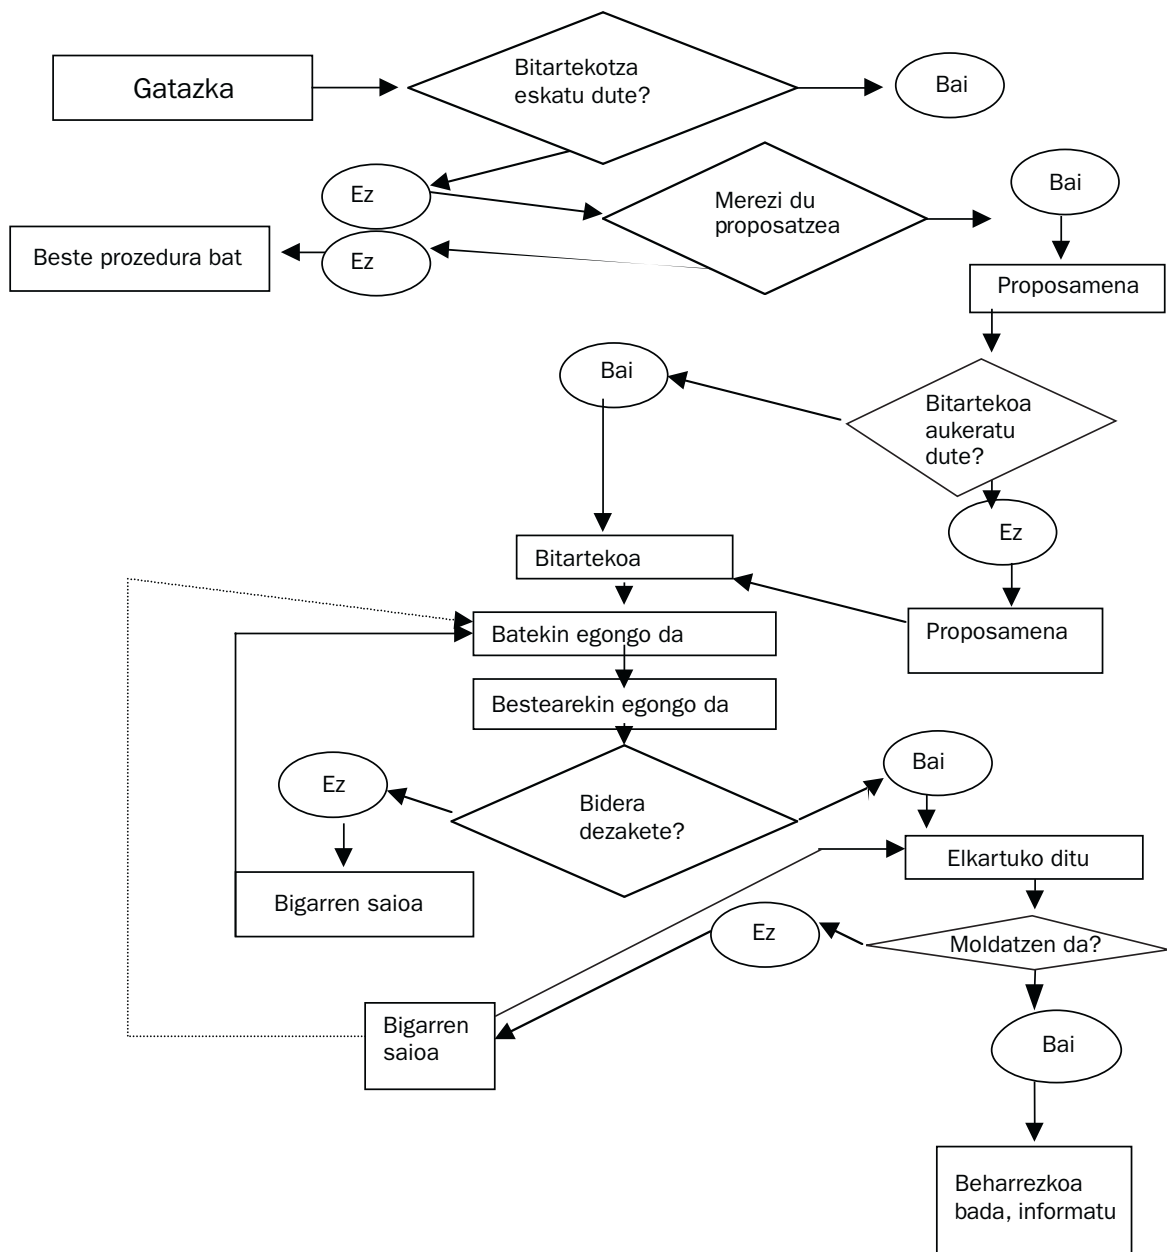 Gatazka
Bitartekotza
eskatu dute?
Bai
Ez
Merezi du
proposatzea
Bai
Beste prozedura bat
Ez
Proposamena
Bai
Bitartekoa
aukeratu
dute?
Ez
Bitartekoa
Proposamena
Batekin egongo da
Bestearekin egongo da
Ez
Bidera
dezakete?
Bai
Elkartuko ditu
Bigarren saioa
Ez
Moldatzen da?
Bigarren
saioa
Bai
Beharrezkoa
bada, informatu